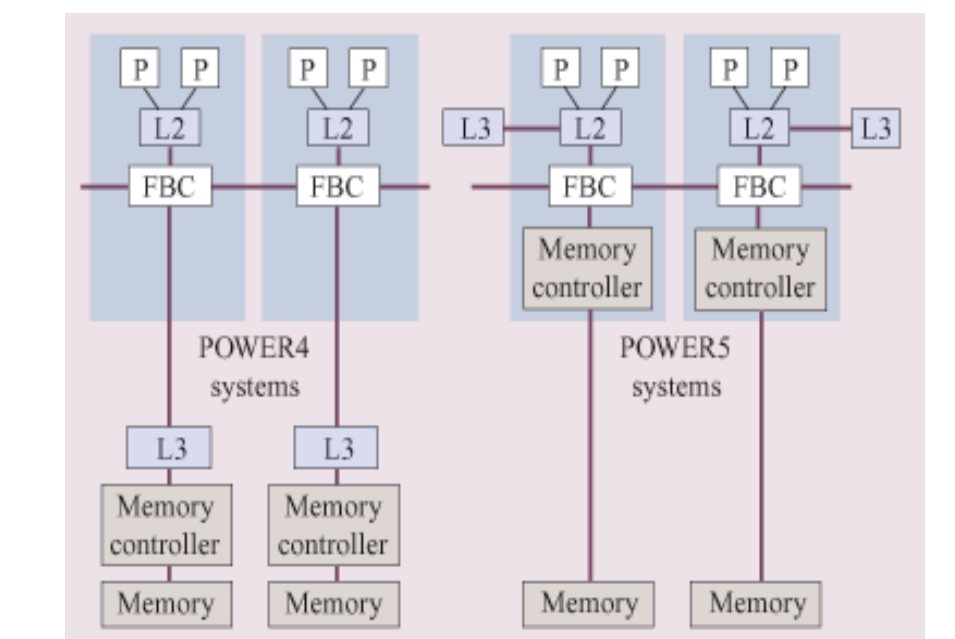 P P P P P P P P
L2 L2 L3 L2 L2 L3
FBC FBC FBC FBC
Memory Memory
controller controller
POWER4 POWER5
systems systems
L3 L3
Memory Memory
controller controller
Memory Memory Memory Memory